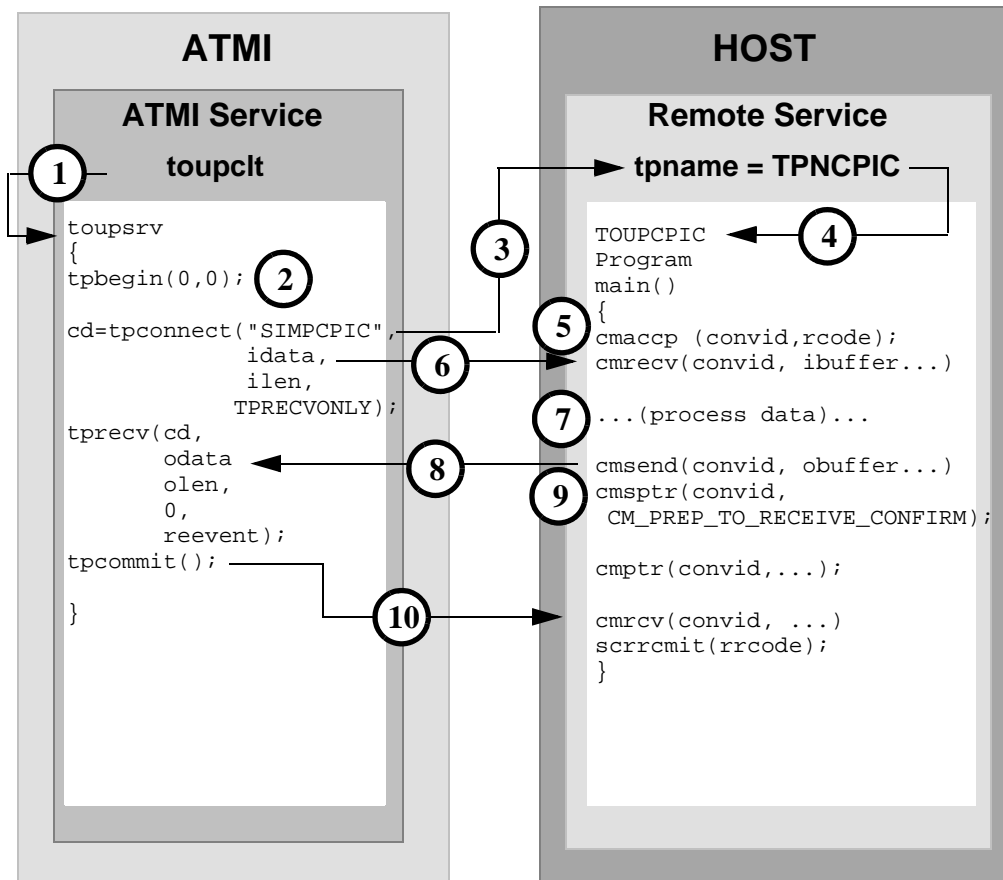 ATMI
ATMI Service
toupclt
1
toupsrv
{
tpbegin(0,0);
2
cd=tpconnect("SIMPCPIC",
idata,
ilen,
TPRECVONLY);
tprecv(cd,
odata
olen,
0,
reevent);
tpcommit();
}
3
6
8
10
HOST
Remote Service
tpname = TPNCPIC
4
TOUPCPIC
Program
main()
{
5
cmaccp (convid,rcode);
cmrecv(convid, ibuffer...)
7
...(process data)...
cmsend(convid, obuffer...)
9
cmsptr(convid,
CM_PREP_TO_RECEIVE_CONFIRM);
cmptr(convid,...);
cmrcv(convid, ...)
scrrcmit(rrcode);
}